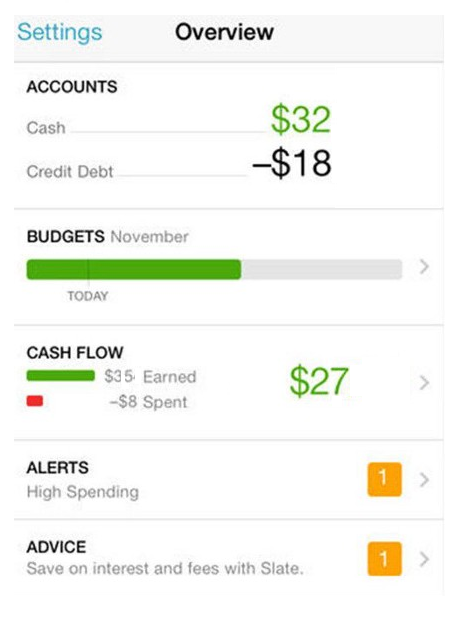 Settings Overview
ACCOUNTS
Cash $32
Credit Debt –$18
BUDGETS November
TODAY
CASH FLOW
$35 Earned $27
–$8 Spent
ALERTS
High Spending 1
ADVICE
Save on interest and fees with Slate. 1